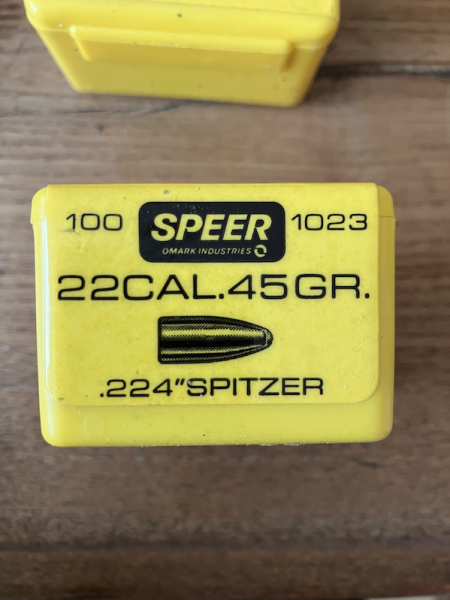 100 SPEER 1023
OMARK INDUSTRIES
22CAL.45GR.
.224"SPITZER